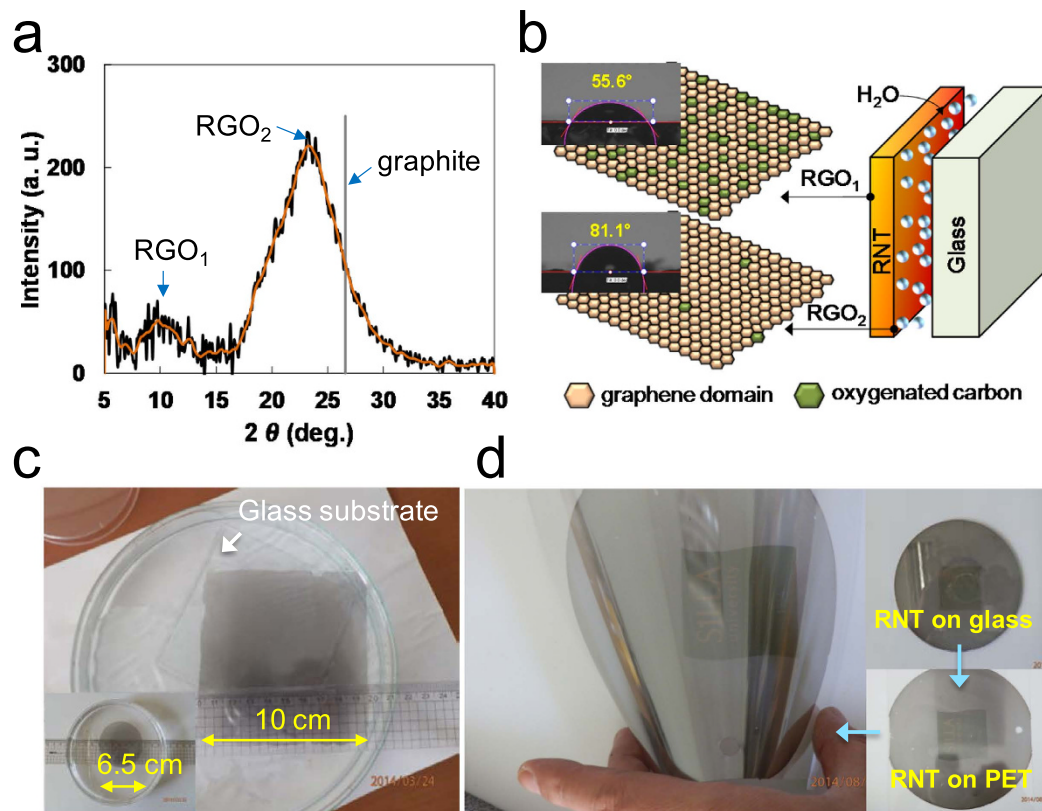 a
300
200
100
0
Intensity (a. u.)
RGO₂
graphite
RGO₁
5 10 15 20 25 30 35 40
2 θ (deg.)
b
55.6°
81.1°
H₂O
RGO₁
RGO₂
RNT
Glass
graphene domain
oxygenated carbon
c
Glass substrate
10 cm
6.5 cm
2014/03/24
d
RNT on glass
RNT on PET
2014/08/